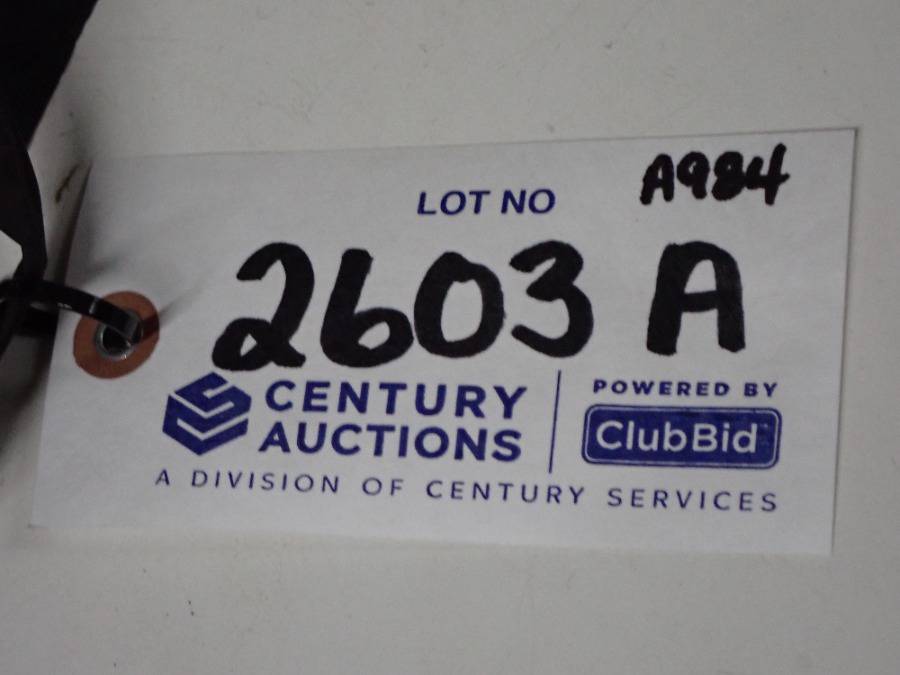 LOT NO A984
2603 A
CENTURY AUCTIONS
POWERED BY
ClubBid
A DIVISION OF CENTURY SERVICES